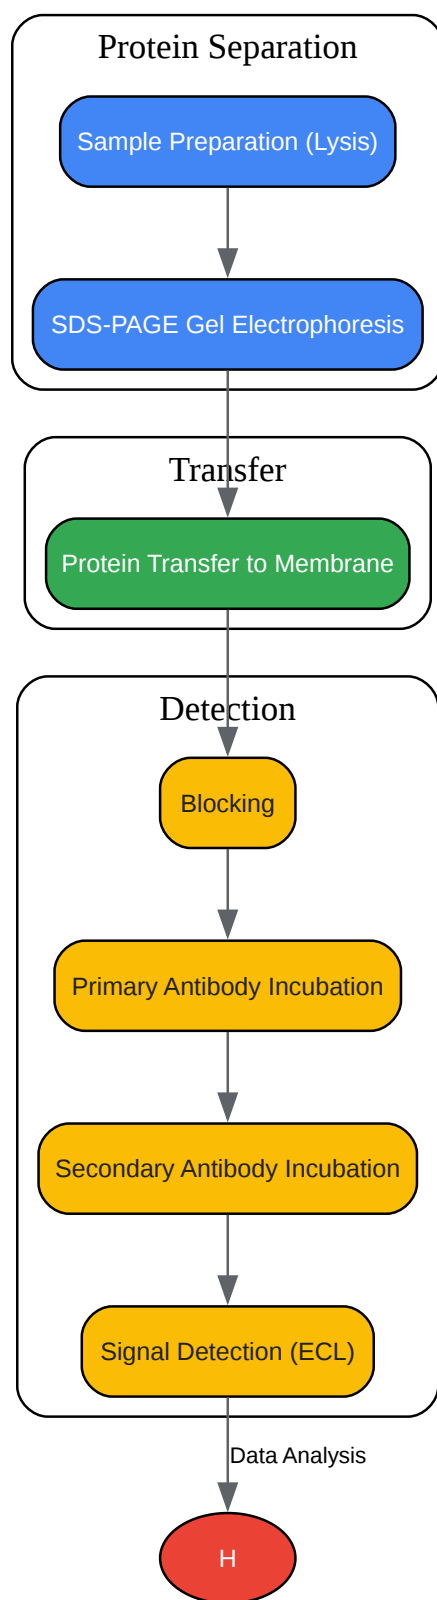 Protein Separation
Sample Preparation (Lysis)
SDS-PAGE Gel Electrophoresis
Transfer
Protein Transfer to Membrane
Detection
Blocking
Primary Antibody Incubation
Secondary Antibody Incubation
Signal Detection (ECL)
Data Analysis
H